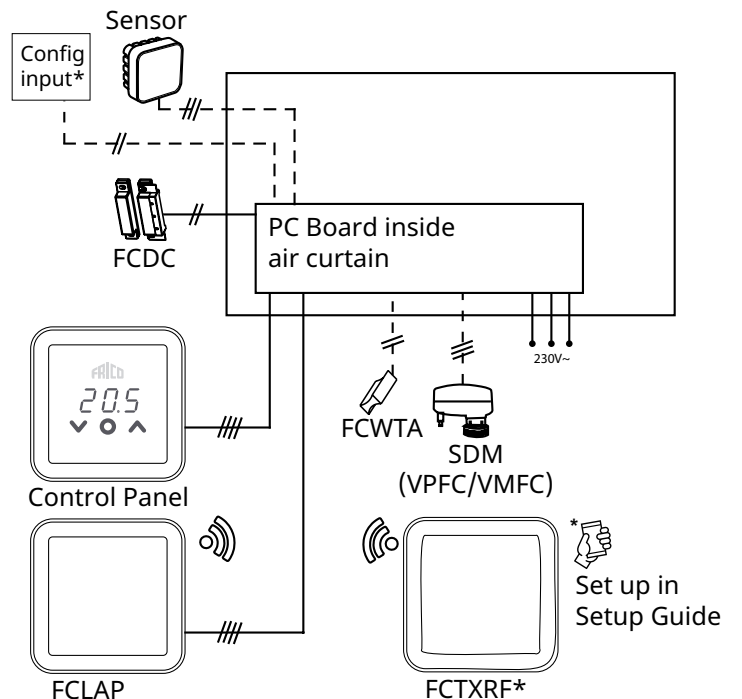 Sensor
Config
input*
FCDC
PC Board inside
air curtain
230V~
FRICO
20.5
Control Panel
FCWTA
SDM
(VPFC/VMFC)
*
Set up in
Setup Guide
FCLAP
FCTXRF*